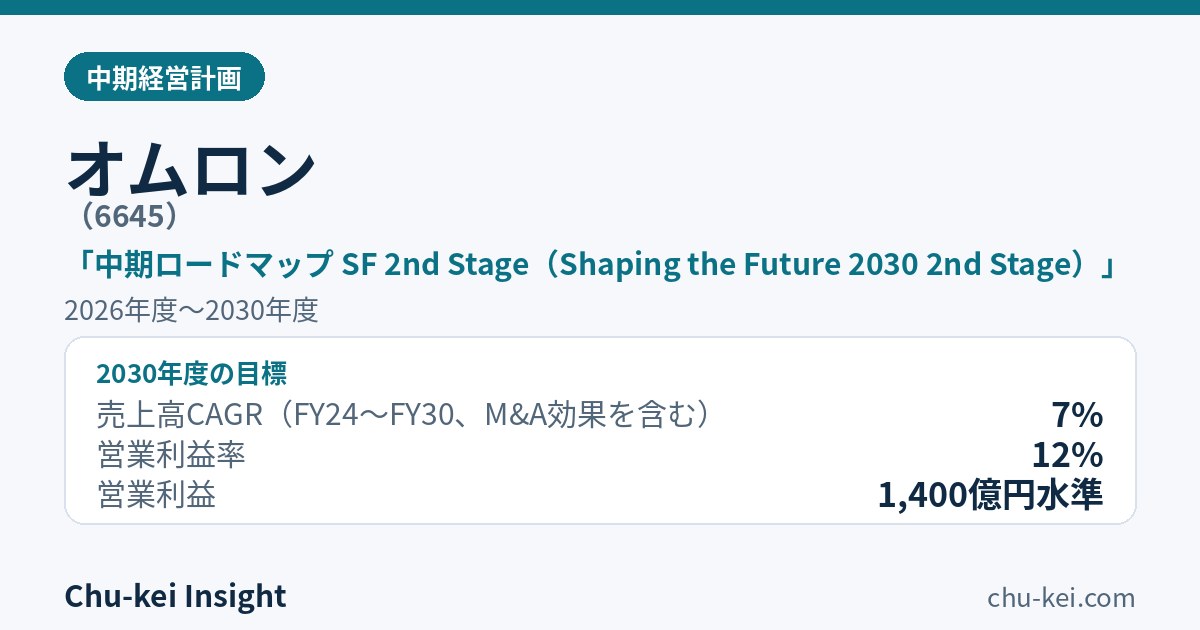 中期経営計画
オムロン
（6645）
「中期ロードマップ SF 2nd Stage（Shaping the Future 2030 2nd Stage）」
2026年度〜2030年度
2030年度の目標
売上高CAGR（FY24〜FY30、M&A効果を含む） 7%
営業利益率 12%
営業利益 1,400億円水準
Chu-kei Insight chu-kei.com